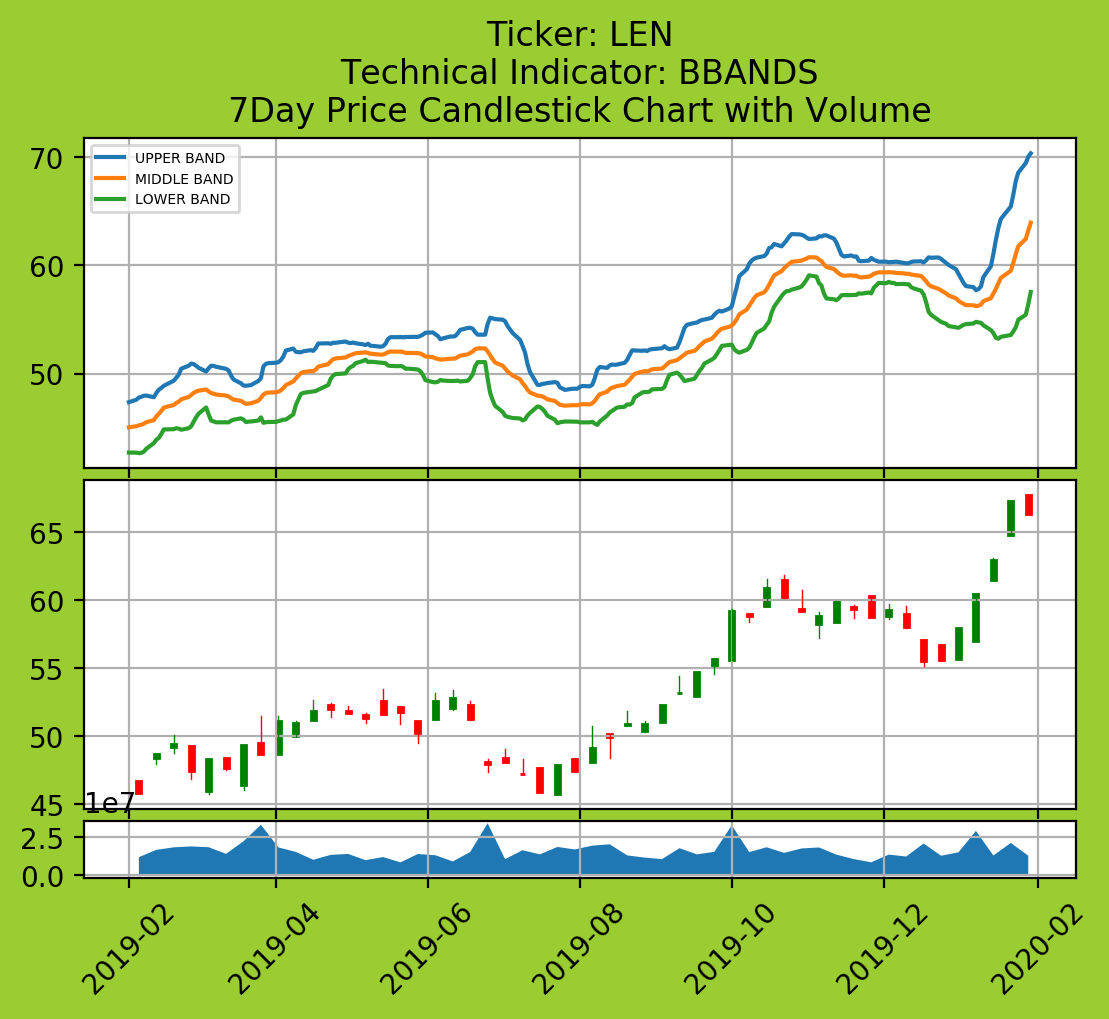 Ticker: LEN
Technical Indicator: BBANDS
7Day Price Candlestick Chart with Volume
UPPER BAND
MIDDLE BAND
LOWER BAND
70
60
50
65
60
55
50
45
1e7
2.5
0.0
2019-02
2019-04
2019-06
2019-08
2019-10
2019-12
2020-02